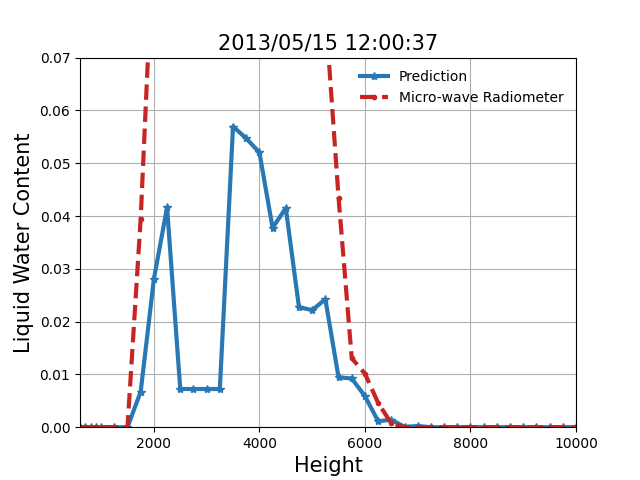 2013/05/15 12:00:37
0.07
0.06
0.05
0.04
0.03
0.02
0.01
0.00
Liquid Water Content
Prediction
Micro-wave Radiometer
2000 4000 6000 8000 10000
Height